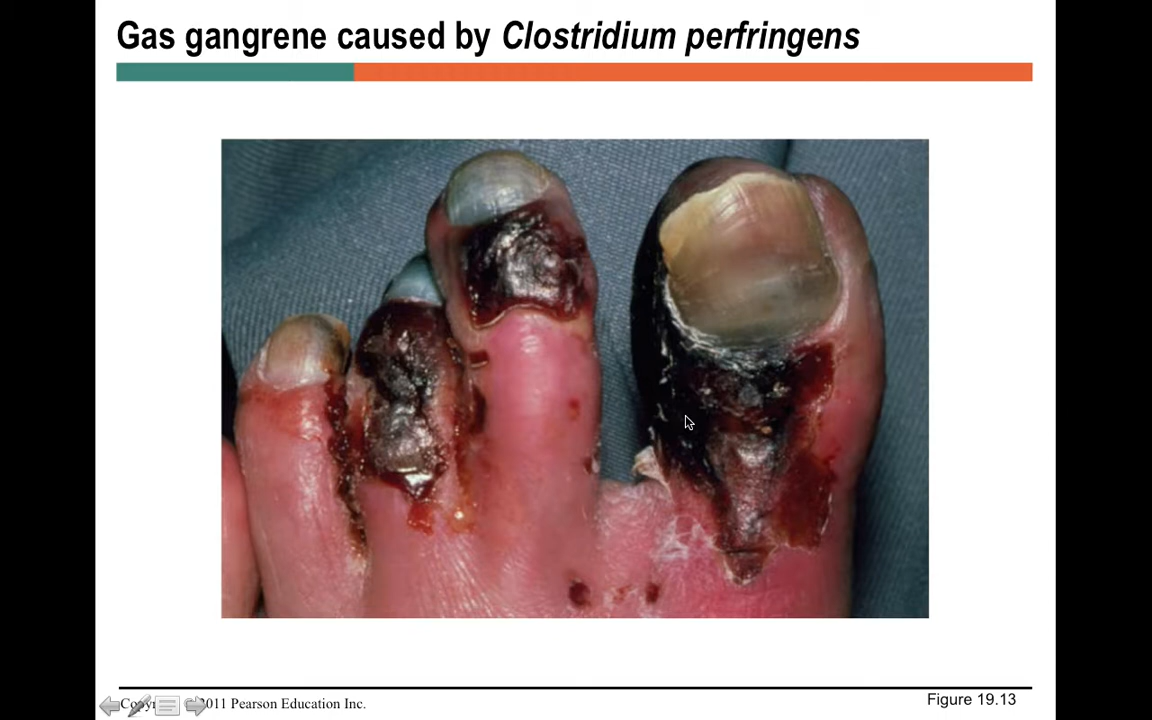 Gas gangrene caused by Clostridium perfringens
2011 Pearson Education Inc.
Figure 19.13